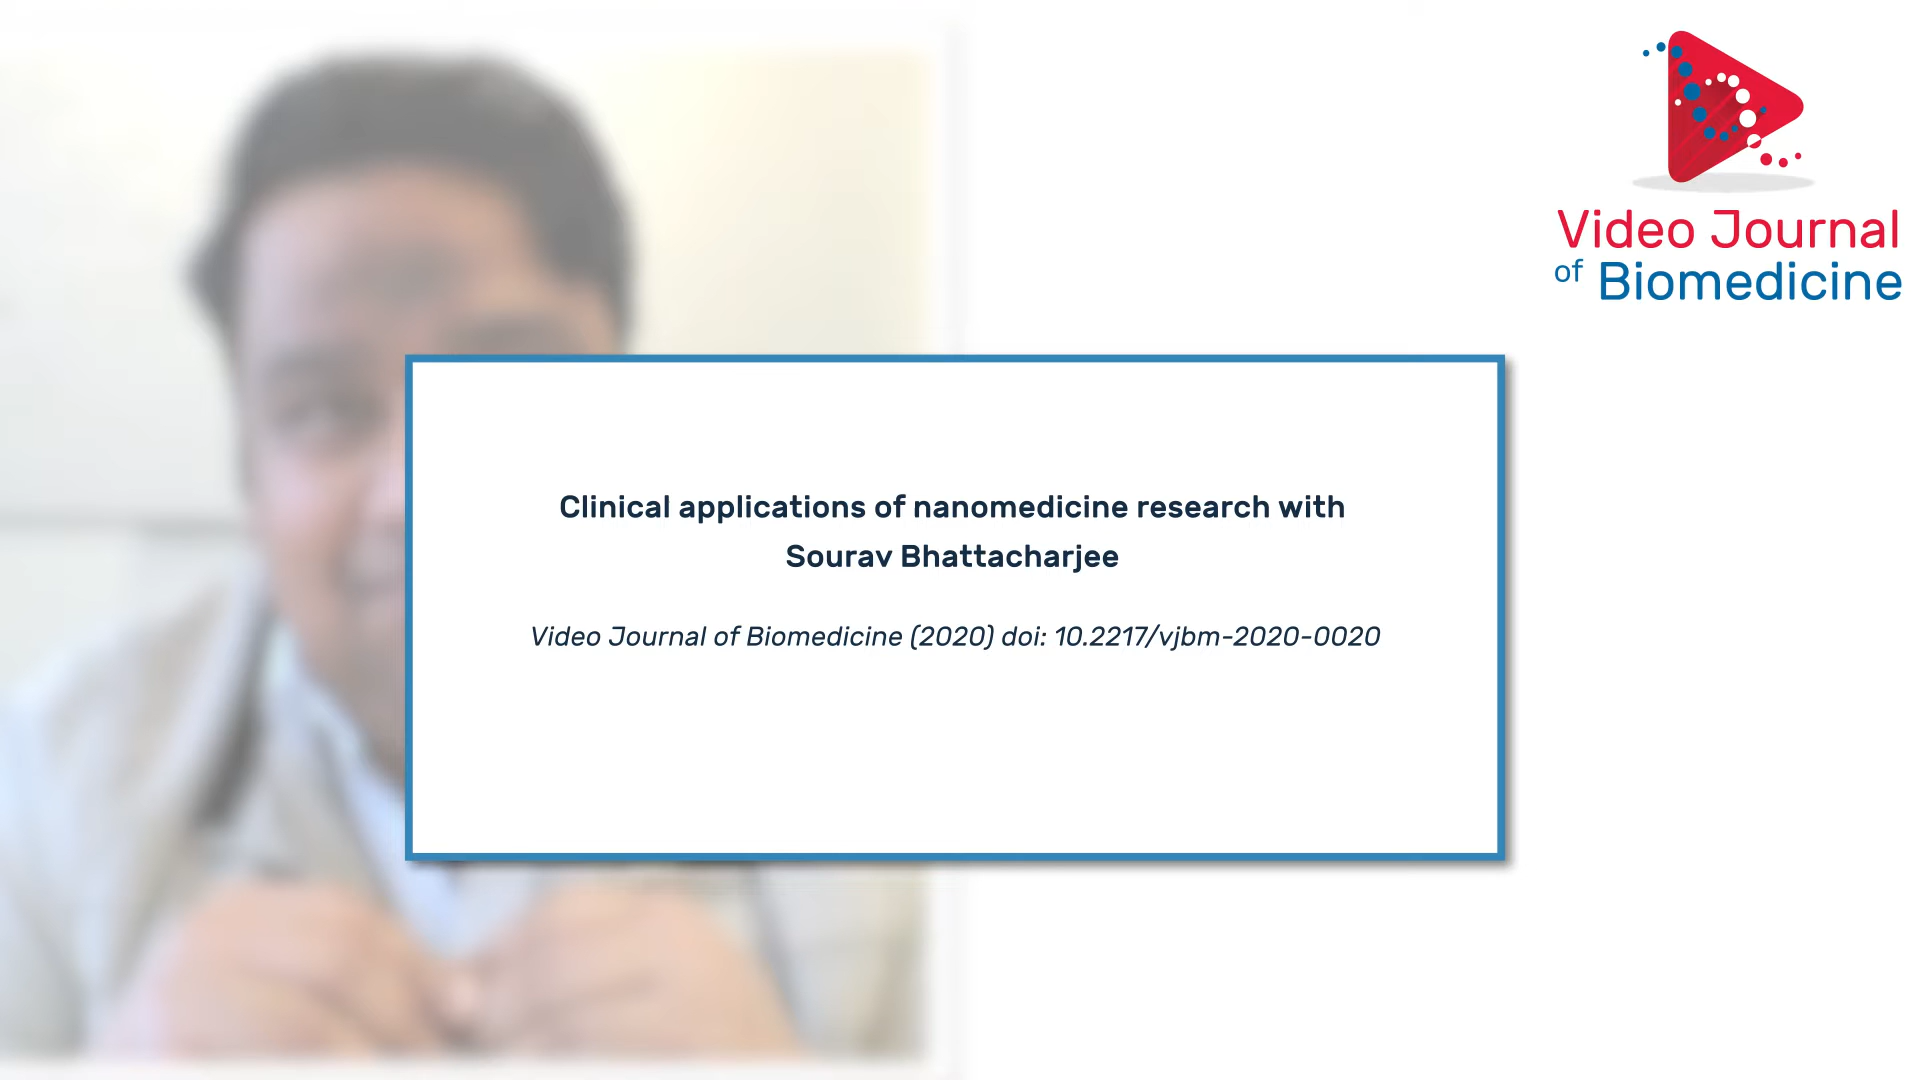 Video Journal
of Biomedicine
Clinical applications of nanomedicine research with
Sourav Bhattacharjee
Video Journal of Biomedicine (2020) doi: 10.2217/vjbm-2020-0020